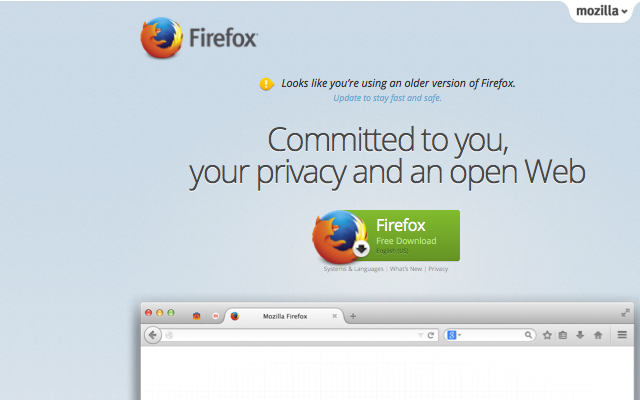 mozilla
Firefox
Looks like you're using an older version of Firefox.
Update to stay fast and safe.
Committed to you,
your privacy and an open Web
Firefox
Free Download
English (US)
Systems & Languages | What's New | Privacy
Mozilla Firefox